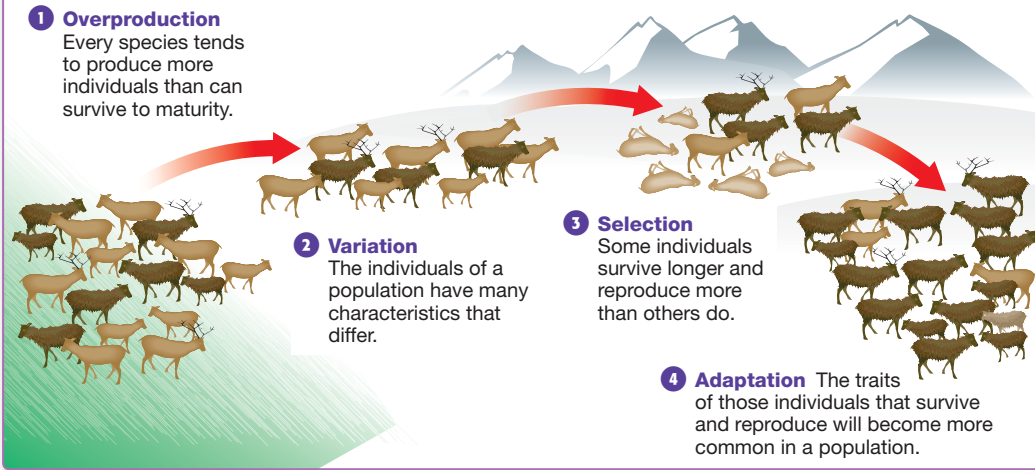 1 Overproduction
Every species tends
to produce more
individuals than can
survive to maturity.
2 Variation
The individuals of a
population have many
characteristics that
differ.
3 Selection
Some individuals
survive longer and
reproduce more
than others do.
4 Adaptation The traits
of those individuals that survive
and reproduce will become more
common in a population.